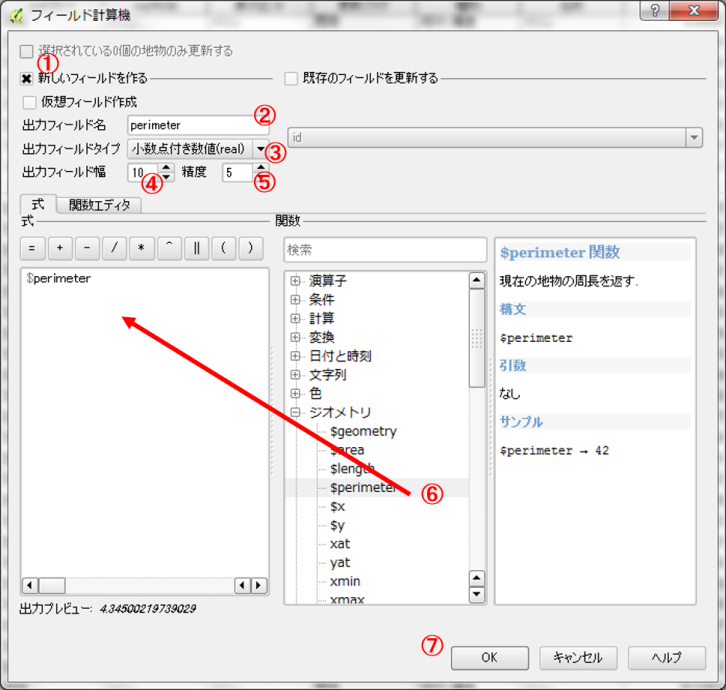 フィールド計算機
選択されている0個の地物のみ更新する
①
新しいフィールドを作る
既存のフィールドを更新する
仮想フィールド作成
出力フィールド名 perimeter ②
id
出力フィールドタイプ 小数点付き数値(real) ③
出力フィールド幅 10 ④ 精度 5 ⑤
式 関数エディタ
式
関数
= + - / * ^ || ( )
検索
$perimeter
演算子
条件
計算
変換
日付と時刻
文字列
色
ジオメトリ
$geometry
$area
$length
$perimeter
⑥
$x
$y
xat
yat
xmin
xmax
$perimeter 関数
現在の地物の周長を返す.
構文
$perimeter
引数
なし
サンプル
$perimeter → 42
出力プレビュー: 4.34500219739029
⑦ OK キャンセル ヘルプ